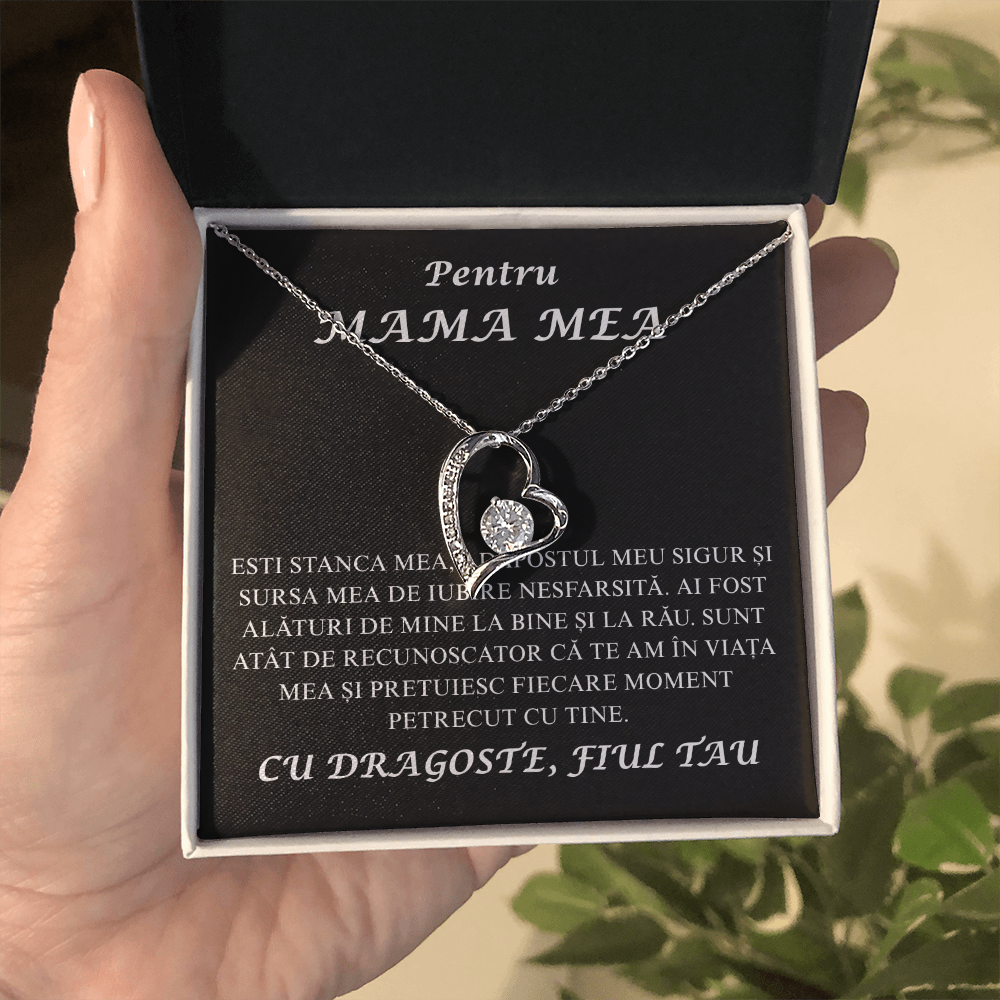 Pentru
MAMA MEA
ESTI STANCA MEA, ADĂPOSTUL MEU SIGUR ȘI
SURSA MEA DE IUBIRE NESFARSITĂ. AI FOST
ALĂTURI DE MINE LA BINE ȘI LA RĂU. SUNT
ATÂT DE RECUNOSCATOR CĂ TE AM ÎN VIAȚA
MEA ȘI PRETUIESC FIECARE MOMENT
PETRECUT CU TINE.
CU DRAGOSTE, FIUL TAU